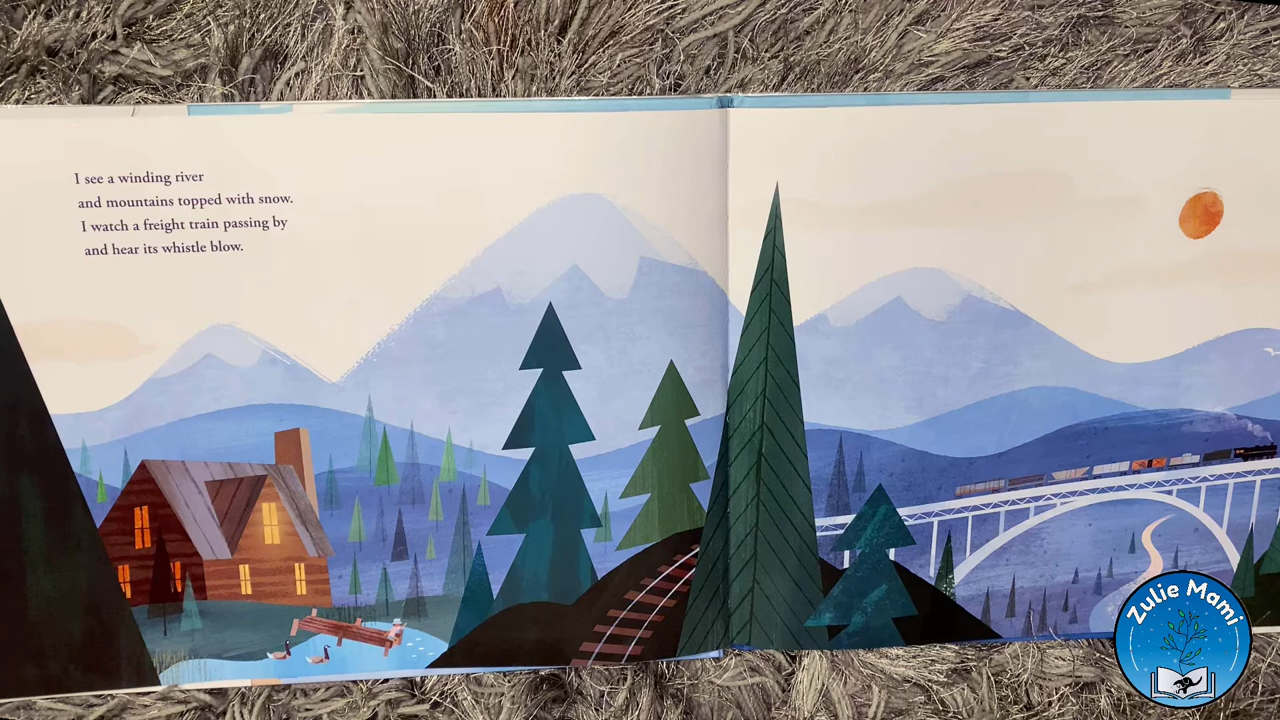 I see a winding river
and mountains topped with snow.
I watch a freight train passing by
and hear its whistle blow.
Zulie Mami